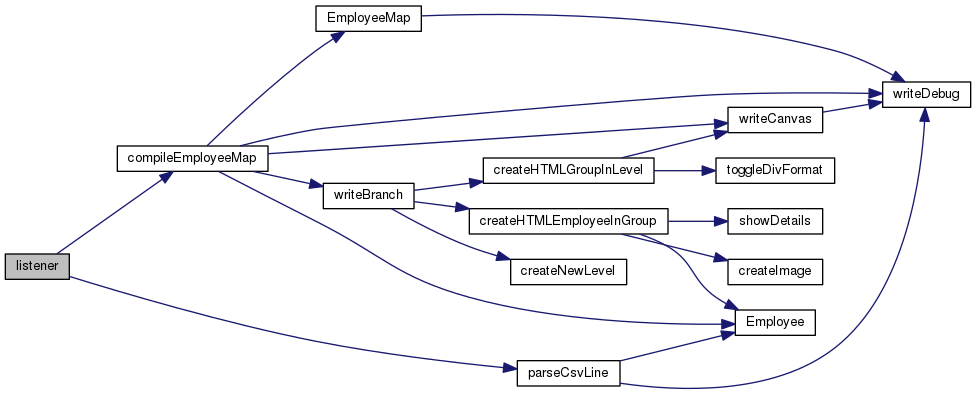 EmployeeMap
writeDebug
writeCanvas
compileEmployeeMap
createHTMLGroupInLevel
toggleDivFormat
writeBranch
createHTMLEmployeeInGroup
showDetails
listener
createNewLevel
createImage
Employee
parseCsvLine